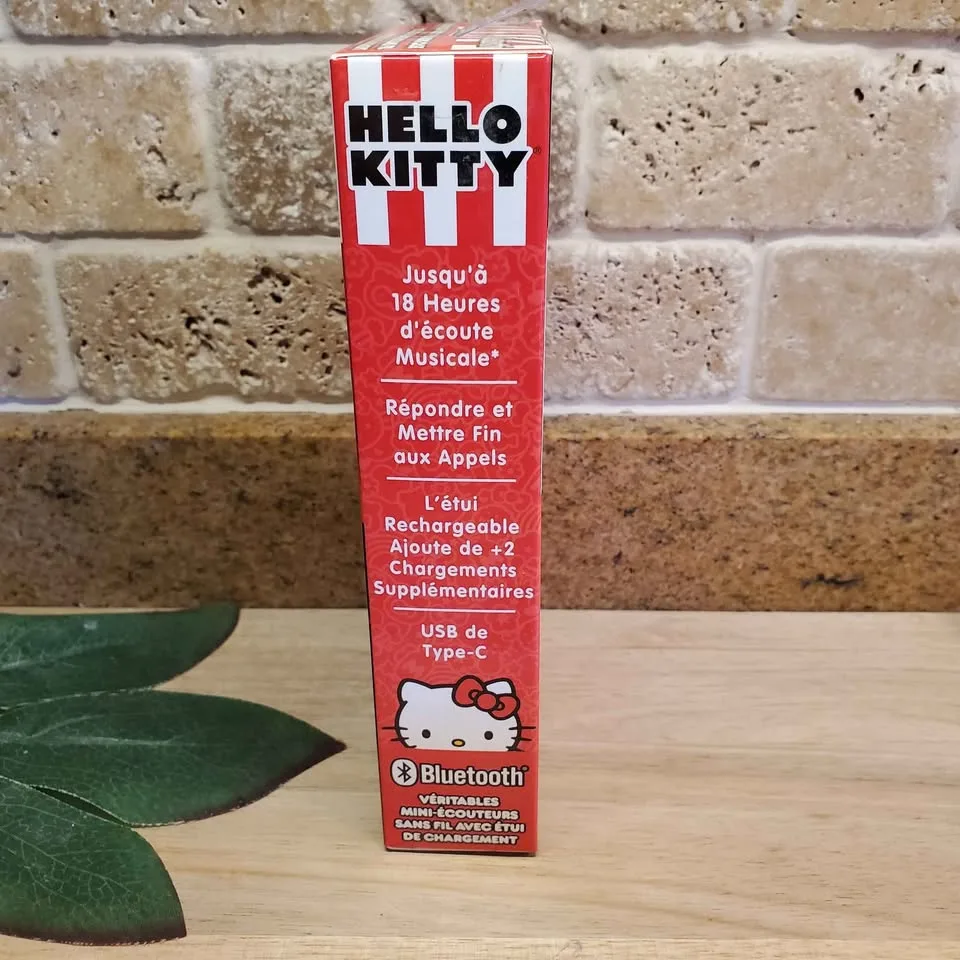 HELLO
KITTY®
Jusqu'à
18 Heures
d'écoute
Musicale*
Répondre et
Mettre Fin
aux Appels
L'étui
Rechargeable
Ajoute de +2
Chargements
Supplémentaires
USB de
Type-C
Bluetooth®
VÉRITABLES
MINI-ÉCOUTEURS
SANS FIL AVEC ÉTUI
DE CHARGEMENT